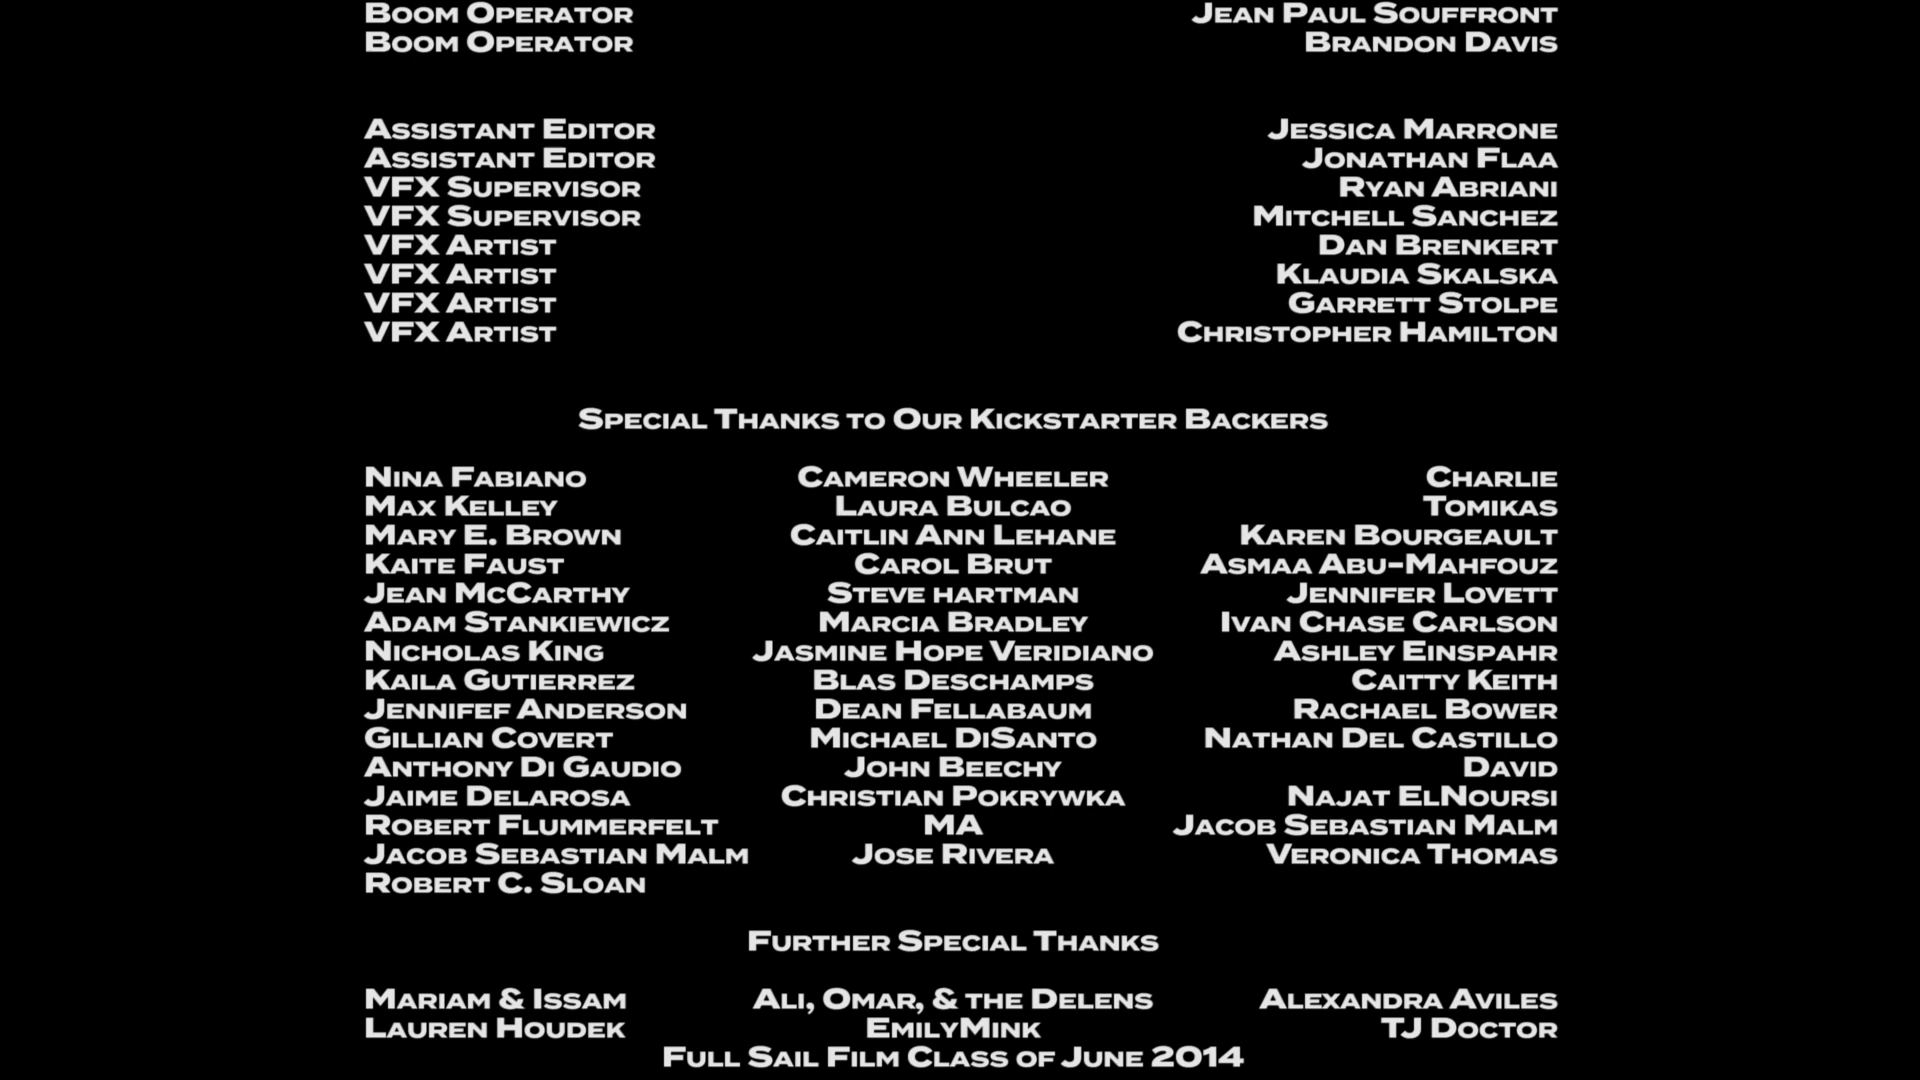 Boom Operator Jean Paul Souffront
Boom Operator Brandon Davis
Assistant Editor Jessica Marrone
Assistant Editor Jonathan Flaa
VFX Supervisor Ryan Abriani
VFX Supervisor Mitchell Sanchez
VFX Artist Dan Brenkert
VFX Artist Klaudia Skalska
VFX Artist Garrett Stolpe
VFX Artist Christopher Hamilton
Special Thanks to Our Kickstarter Backers
Nina Fabiano Cameron Wheeler Charlie
Max Kelley Laura Bulcao Tomikas
Mary E. Brown Caitlin Ann Lehane Karen Bourgeault
Kaite Faust Carol Brut Asmaa Abu-Mahfouz
Jean McCarthy Steve hartman Jennifer Lovett
Adam Stankiewicz Marcia Bradley Ivan Chase Carlson
Nicholas King Jasmine Hope Veridiano Ashley Einspahr
Kaila Gutierrez Blas Deschamps Caitty Keith
Jennifef Anderson Dean Fellabaum Rachael Bower
Gillian Covert Michael DiSanto Nathan Del Castillo
Anthony Di Gaudio John Beechy David
Jaime Delarosa Christian Pokrywka Najat ElNoursi
Robert Flummerfelt MA Jacob Sebastian Malm
Jacob Sebastian Malm Jose Rivera Veronica Thomas
Robert C. Sloan
Further Special Thanks
Mariam & Issam Ali, Omar, & the Delens Alexandra Aviles
Lauren Houdek EmilyMink TJ Doctor
Full Sail Film Class of June 2014